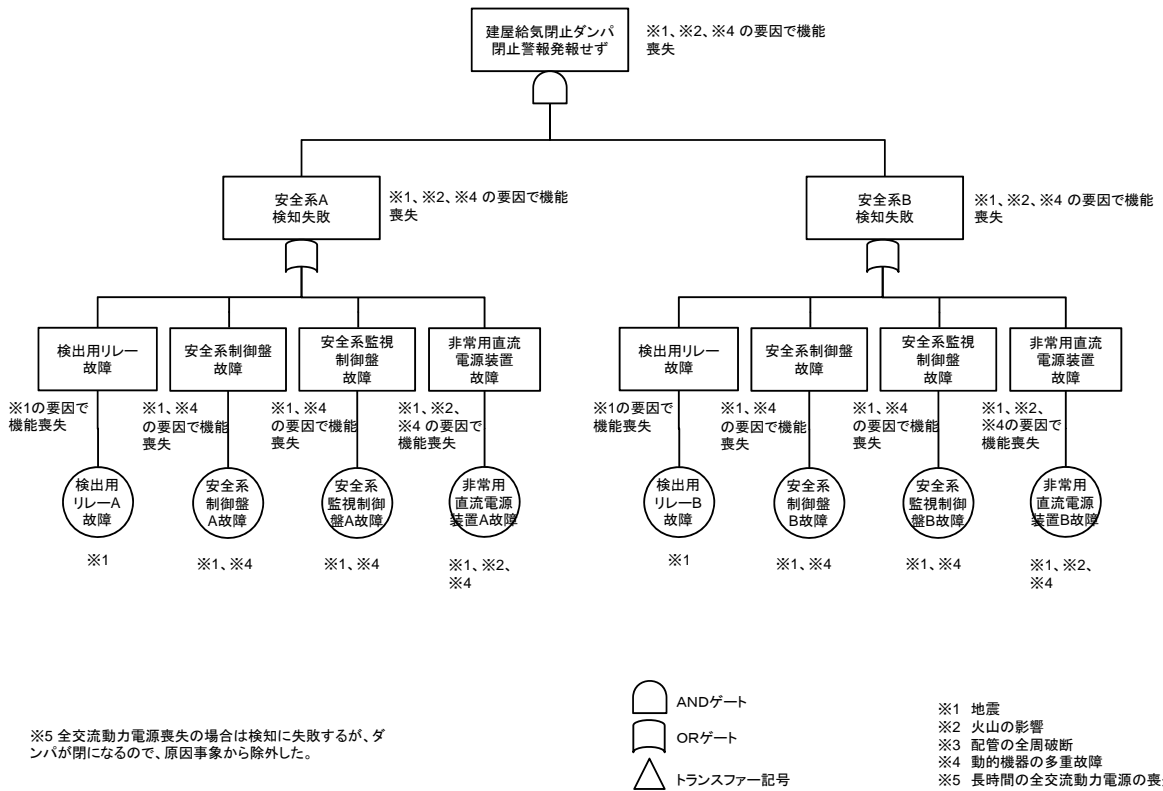 建屋給気閉止ダンパ
閉止警報発報せず
※1、※2、※4 の要因で機能
喪失
安全系A
検知失敗
※1、※2、※4 の要因で機能
喪失
安全系B
検知失敗
※1、※2、※4 の要因で機能
喪失
検出用リレー
故障
安全系制御盤
故障
安全系監視
制御盤
故障
非常用直流
電源装置
故障
検出用リレー
故障
安全系制御盤
故障
安全系監視
制御盤
故障
非常用直流
電源装置
故障
※1の要因で
機能喪失
※1、※4
の要因で機能
喪失
※1、※4
の要因で機能
喪失
※1、※2、
※4 の要因で
機能喪失
※1の要因で
機能喪失
※1、※4
の要因で機能
喪失
※1、※4
の要因で機能
喪失
※1、※2、
※4の要因で
機能喪失
検出用
リレーA
故障
安全系
制御盤
A故障
安全系
監視制御
盤A故障
非常用
直流電源
装置A故障
検出用
リレーB
故障
安全系
制御盤
B故障
安全系
監視制御
盤B故障
非常用
直流電源
装置B故障
※1
※1、※4
※1、※4
※1、※2、
※4
※1
※1、※4
※1、※4
※1、※2、
※4
※5 全交流動力電源喪失の場合は検知に失敗するが、ダ
ンパが閉になるので、原因事象から除外した。
ANDゲート
ORゲート
トランスファー記号
※1 地震
※2 火山の影響
※3 配管の全周破断
※4 動的機器の多重故障
※5 長時間の全交流動力電源の喪